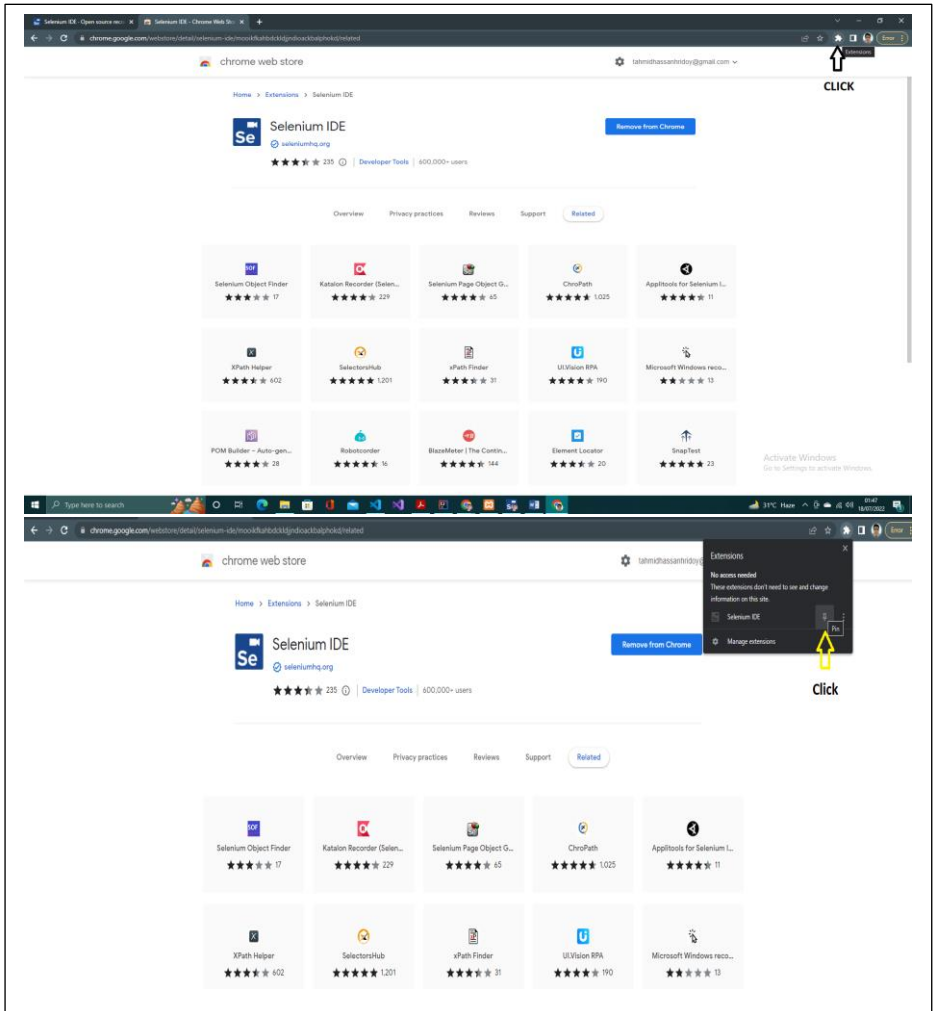 Selenium IDE - Open source reco
Selenium IDE - Chrome Web Sto
chrome.google.com/webstore/detail/selenium-ide/mooikfkahbdckldjjndioackbalphokd/related
Error
Extensions
CLICK
chrome web store
tahmidhassanhridoy@gmail.com
Home > Extensions > Selenium IDE
Se
Selenium IDE
Remove from Chrome
seleniumhq.org
235 Developer Tools 600,000+ users
Overview Privacy practices Reviews Support Related
Selenium Object Finder Katalon Recorder (Selen... Selenium Page Object G... ChroPath Applitools for Selenium I...
17 229 65 1,025 11
XPath Helper SelectorsHub xPath Finder UI.Vision RPA Microsoft Windows reco...
602 1,201 31 190 13
POM Builder - Auto-gen... Robotcorder BlazeMeter | The Contin... Element Locator SnapTest
28 16 144 20 23
Activate Windows
Go to Settings to activate Windows.
Type here to search
31°C Haze
01:47
18/07/2022
chrome.google.com/webstore/detail/selenium-ide/mooikfkahbdckldjjndioackbalphokd/related
Error
chrome web store
tahmidhassanhridoy@
Extensions
X
No access needed
These extensions don't need to see and change
information on this site.
Selenium IDE
Pin
Manage extensions
Click
Home > Extensions > Selenium IDE
Se
Selenium IDE
Remove from Chrome
seleniumhq.org
235 Developer Tools 600,000+ users
Overview Privacy practices Reviews Support Related
SOF
Selenium Object Finder Katalon Recorder (Selen... Selenium Page Object G... ChroPath Applitools for Selenium I...
17 229 65 1,025 11
XPath Helper SelectorsHub xPath Finder UI.Vision RPA Microsoft Windows reco...
602 1,201 31 190 13